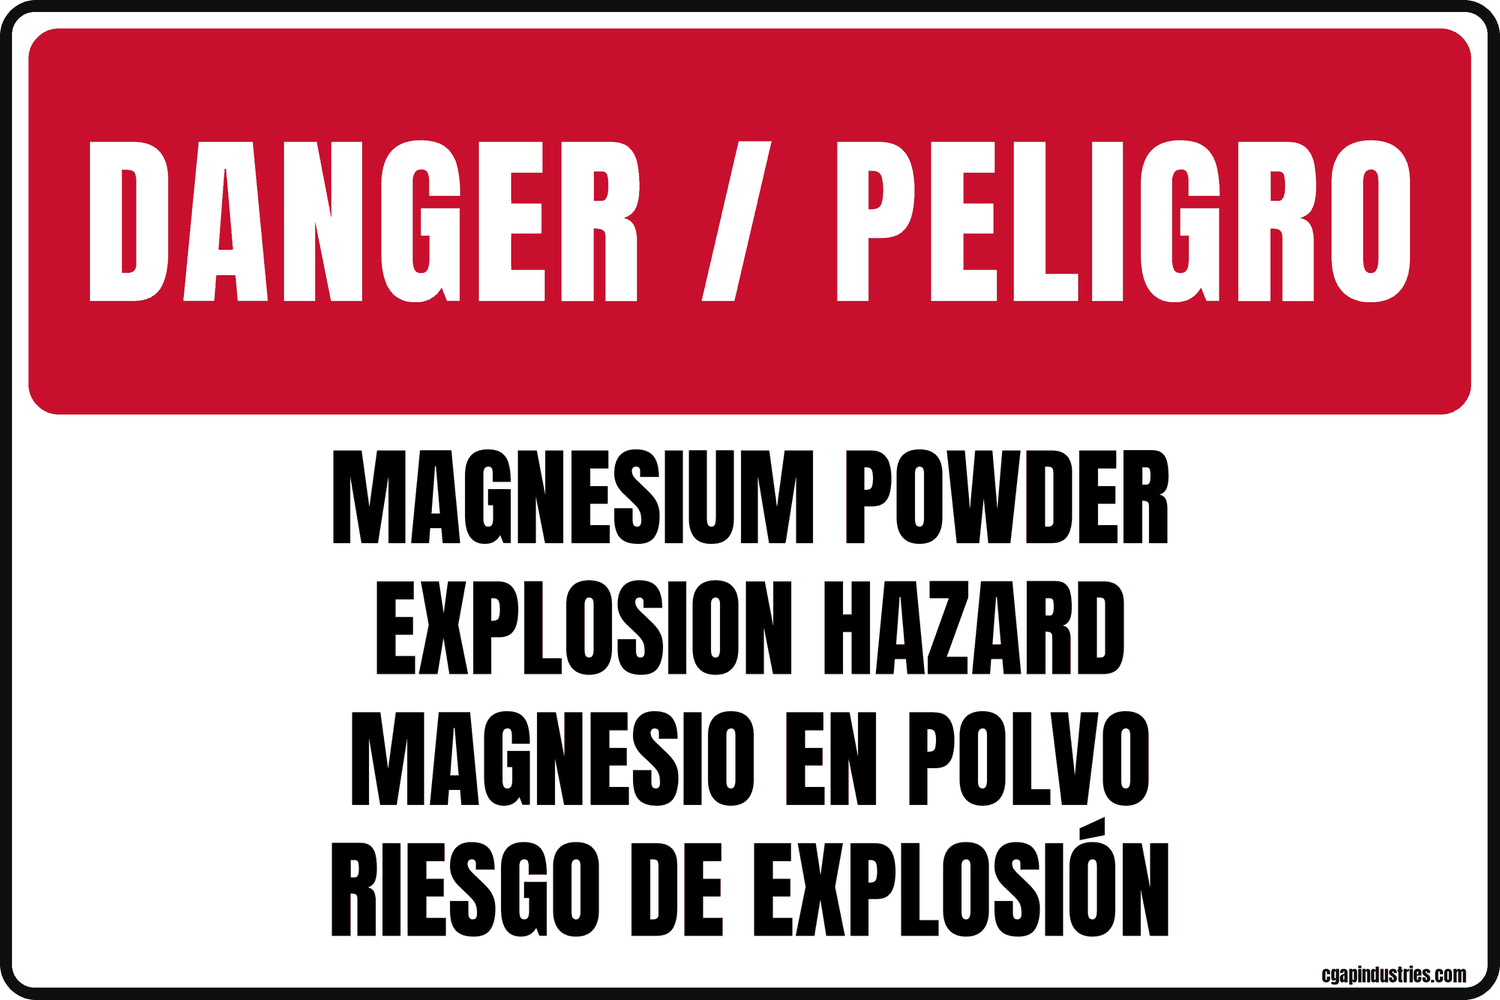 DANGER / PELIGRO
MAGNESIUM POWDER
EXPLOSION HAZARD
MAGNESIO EN POLVO
RIESGO DE EXPLOSIÓN
cgapindustries.com